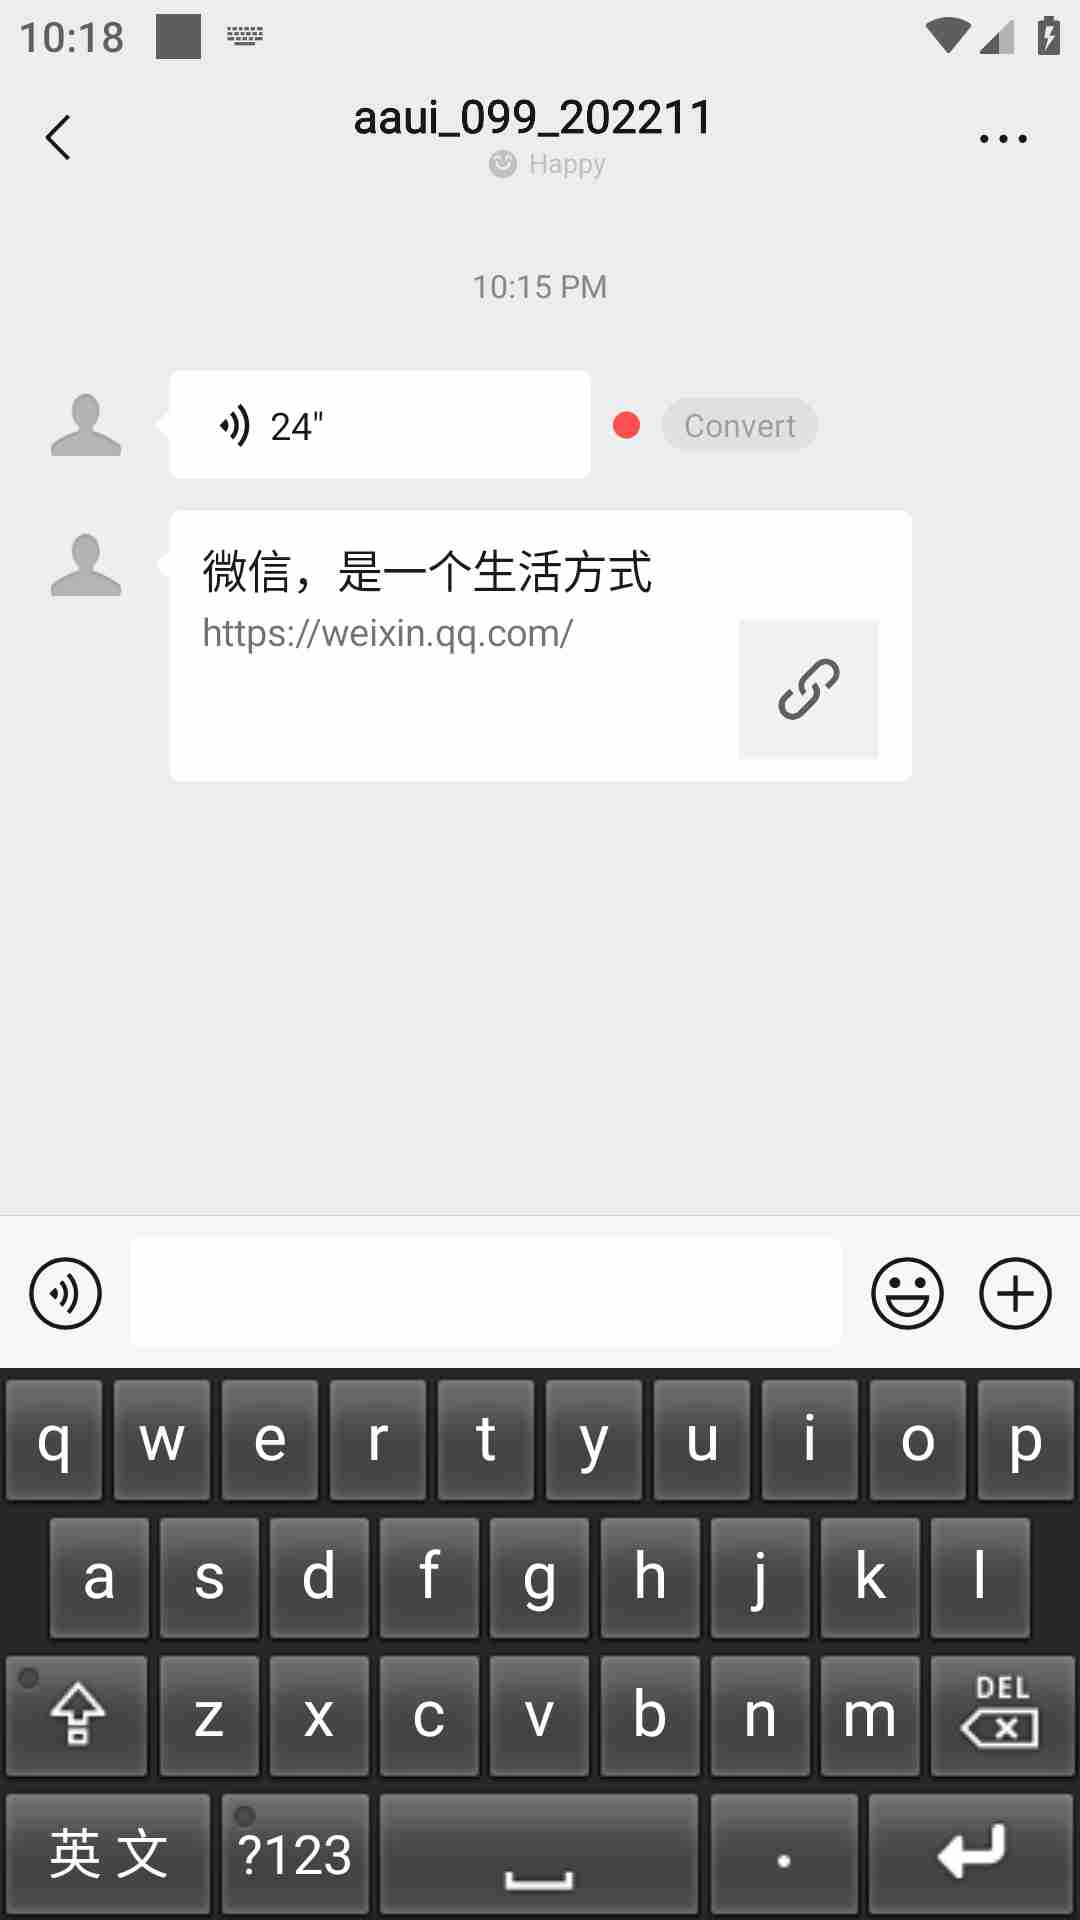 10:18
aaui_099_202211
Happy
10:15 PM
24"
Convert
微信，是一个生活方式
https://weixin.qq.com/
q w e r t y u i o p
a s d f g h j k l
z x c v b n m DEL
英文 ?123 .